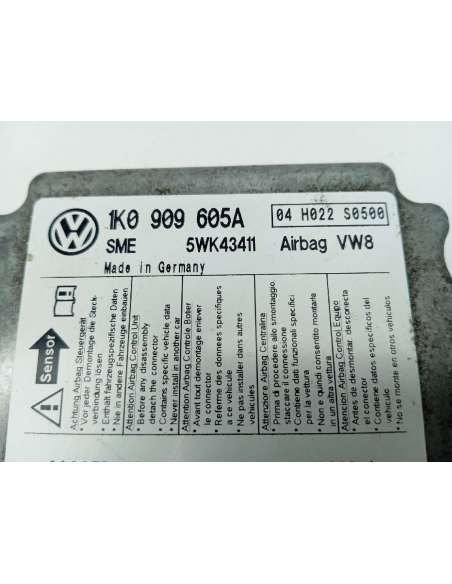 1K0 909 605A
04 H022 S0500
SME 5WK43411 Airbag VW8
Made in Germany
Sensor
Achtung Airbag Steuergerät
• Vor jeder Demontage die Steck-
verbindung lösen
• Enthält fahrzeugspezifische Daten
• Nie in andere Fahrzeuge einbauen
Attention Airbag Control Unit
• Before any disassembly
detach the connector
• Contains specific vehicle data
• Never install in another car
Attention Airbag Controle Boîter
• Avant toute demontage enlever
le connector
• Referme des donnees specifiques
a ce vehicule
• Ne pas installer dans autres
vehicules
Attenzione Airbag Centralina
• Prima di procedere allo smontaggio
staccare il connessione
• Contiene dati funzionali specifici
per la vettura
• Non e quindi consentito montarle
in un altra vettura
Atencion Airbag Control Equipo
• Antes de desmontar, desconecta
el conector
• Contiene datos especificos del
vehiculo
• No se monte en otros vehiculos